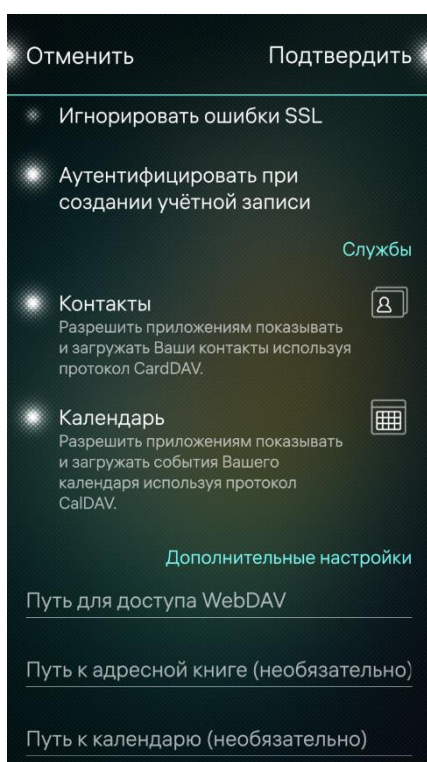 Отменить
Подтвердить
Игнорировать ошибки SSL
Аутентифицировать при
создании учётной записи
Службы
Контакты
Разрешить приложениям показывать
и загружать Ваши контакты используя
протокол CardDAV.
Календарь
Разрешить приложениям показывать
и загружать события Вашего
календаря используя протокол
CalDAV.
Дополнительные настройки
Путь для доступа WebDAV
Путь к адресной книге (необязательно)
Путь к календарю (необязательно)